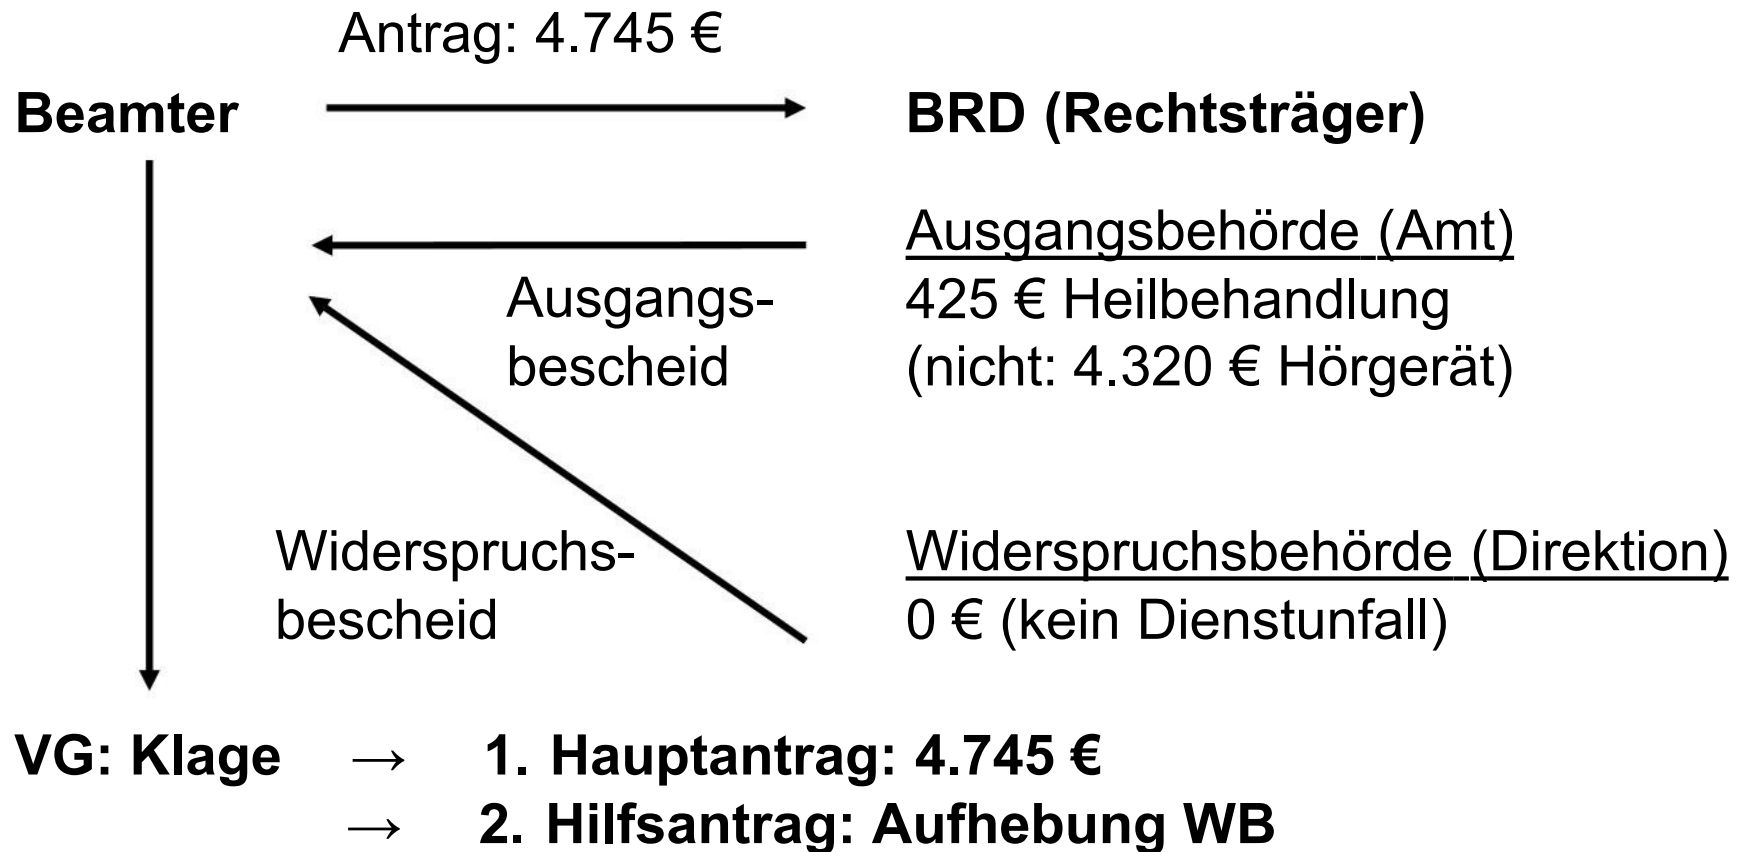 Antrag: 4.745 €
Beamter
BRD (Rechtsträger)
Ausgangsbehörde (Amt)
Ausgangs-
bescheid
425 € Heilbehandlung
(nicht: 4.320 € Hörgerät)
Widerspruchs-
bescheid
Widerspruchsbehörde (Direktion)
0 € (kein Dienstunfall)
VG: Klage → 1. Hauptantrag: 4.745 €
→ 2. Hilfsantrag: Aufhebung WB